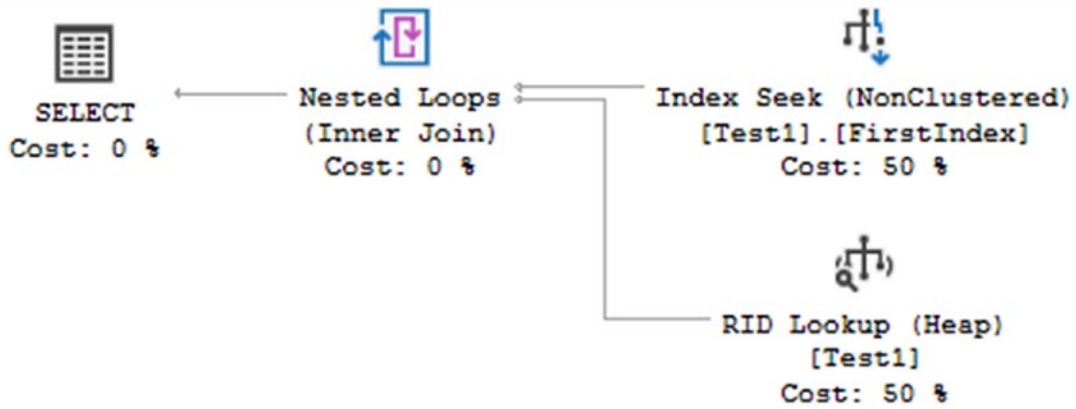 SELECT
Cost: 0 %
Nested Loops
(Inner Join)
Cost: 0 %
Index Seek (NonClustered)
[Test1].[FirstIndex]
Cost: 50 %
RID Lookup (Heap)
[Test1]
Cost: 50 %